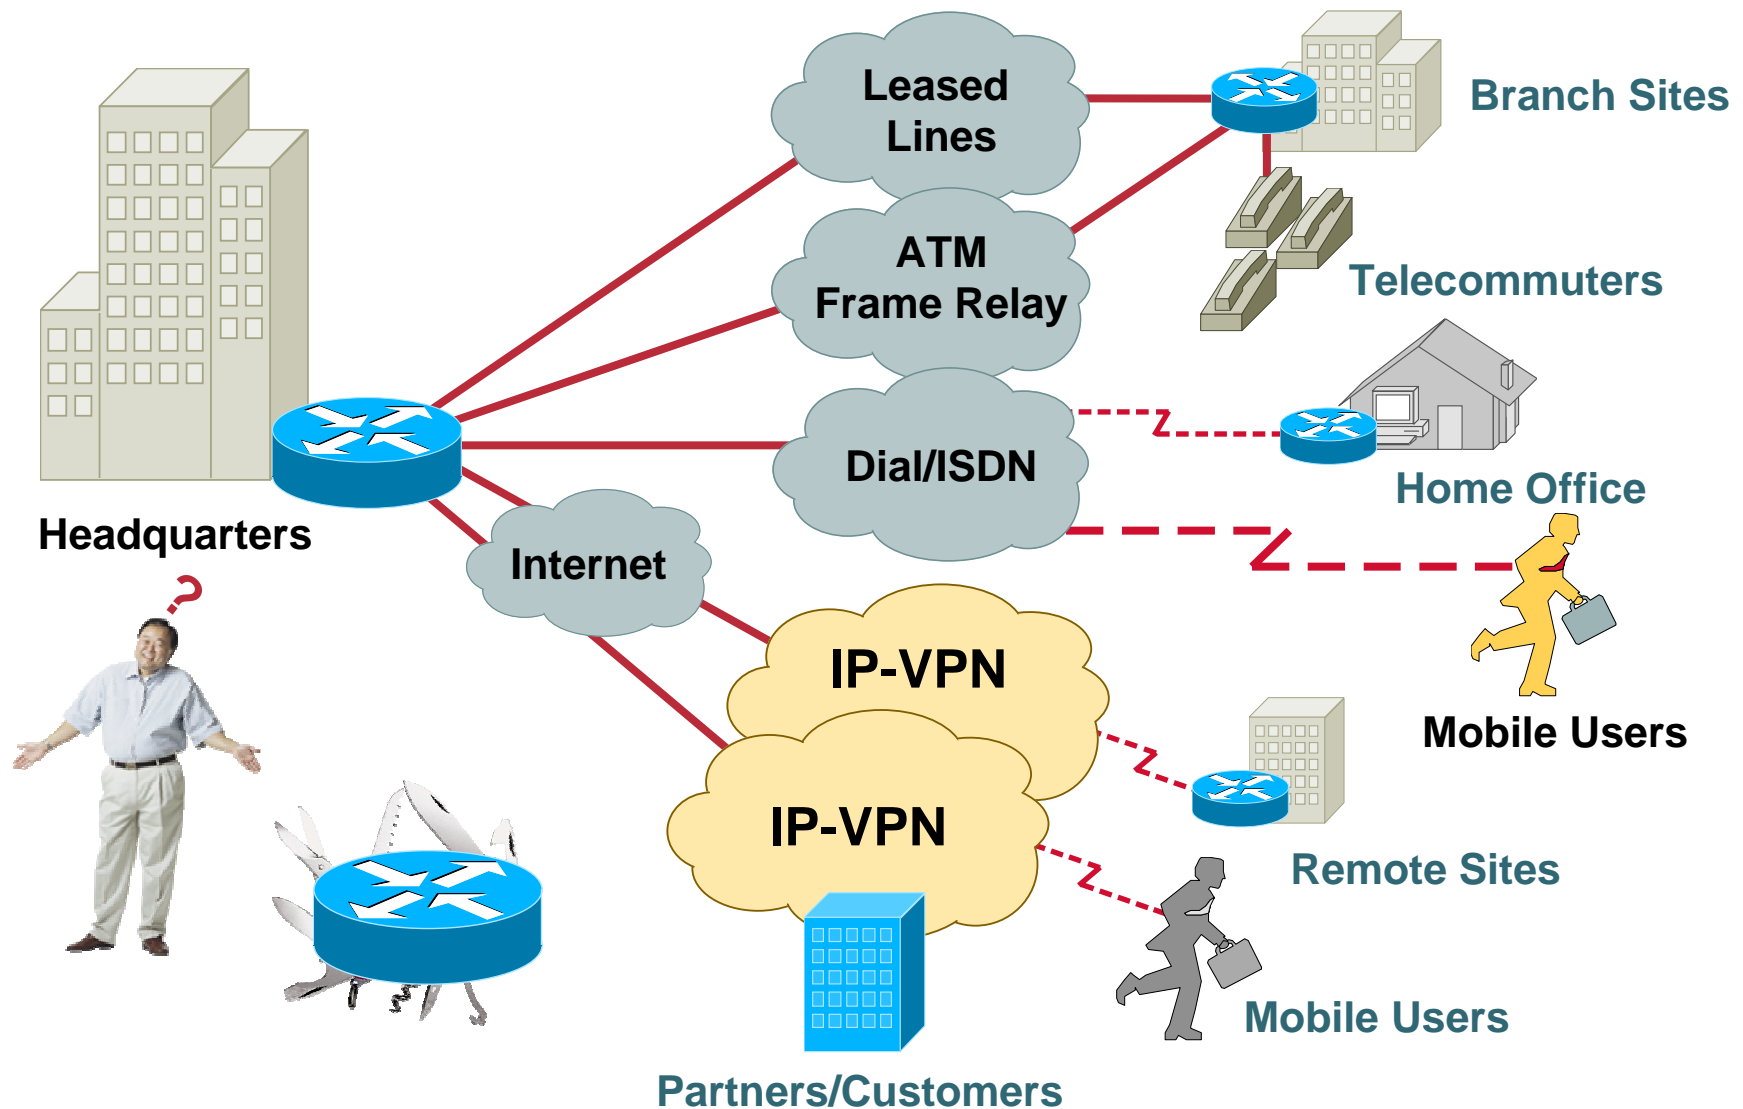 Leased
Lines
Branch Sites
ATM
Frame Relay
Telecommuters
Dial/ISDN
Home Office
Headquarters
?
Internet
IP-VPN
Mobile Users
IP-VPN
Remote Sites
Mobile Users
Partners/Customers